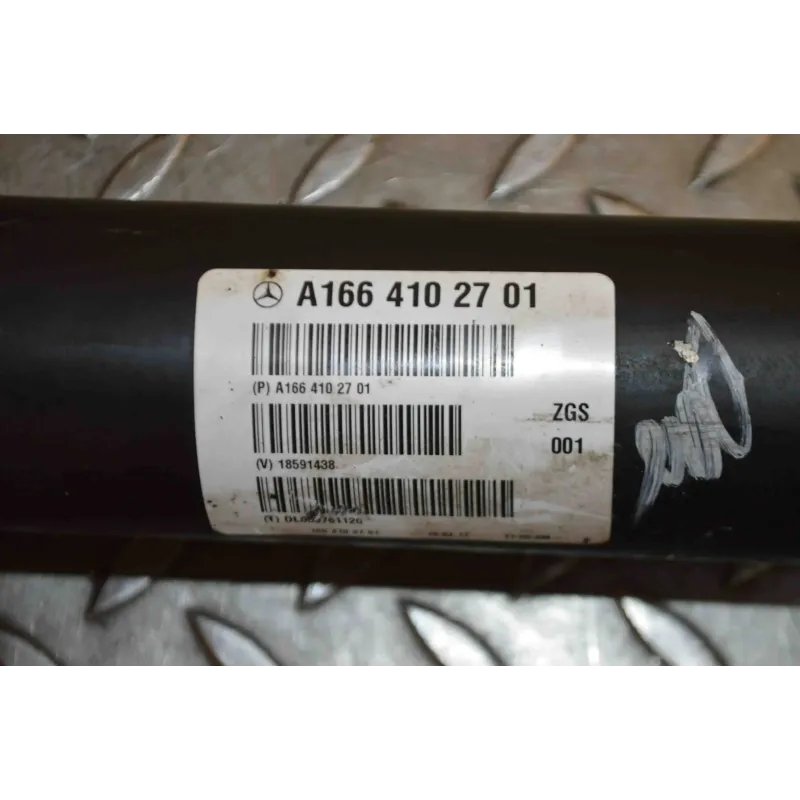 A166 410 27 01
(P) A166 410 27 01
ZGS
001
(V) 18591438